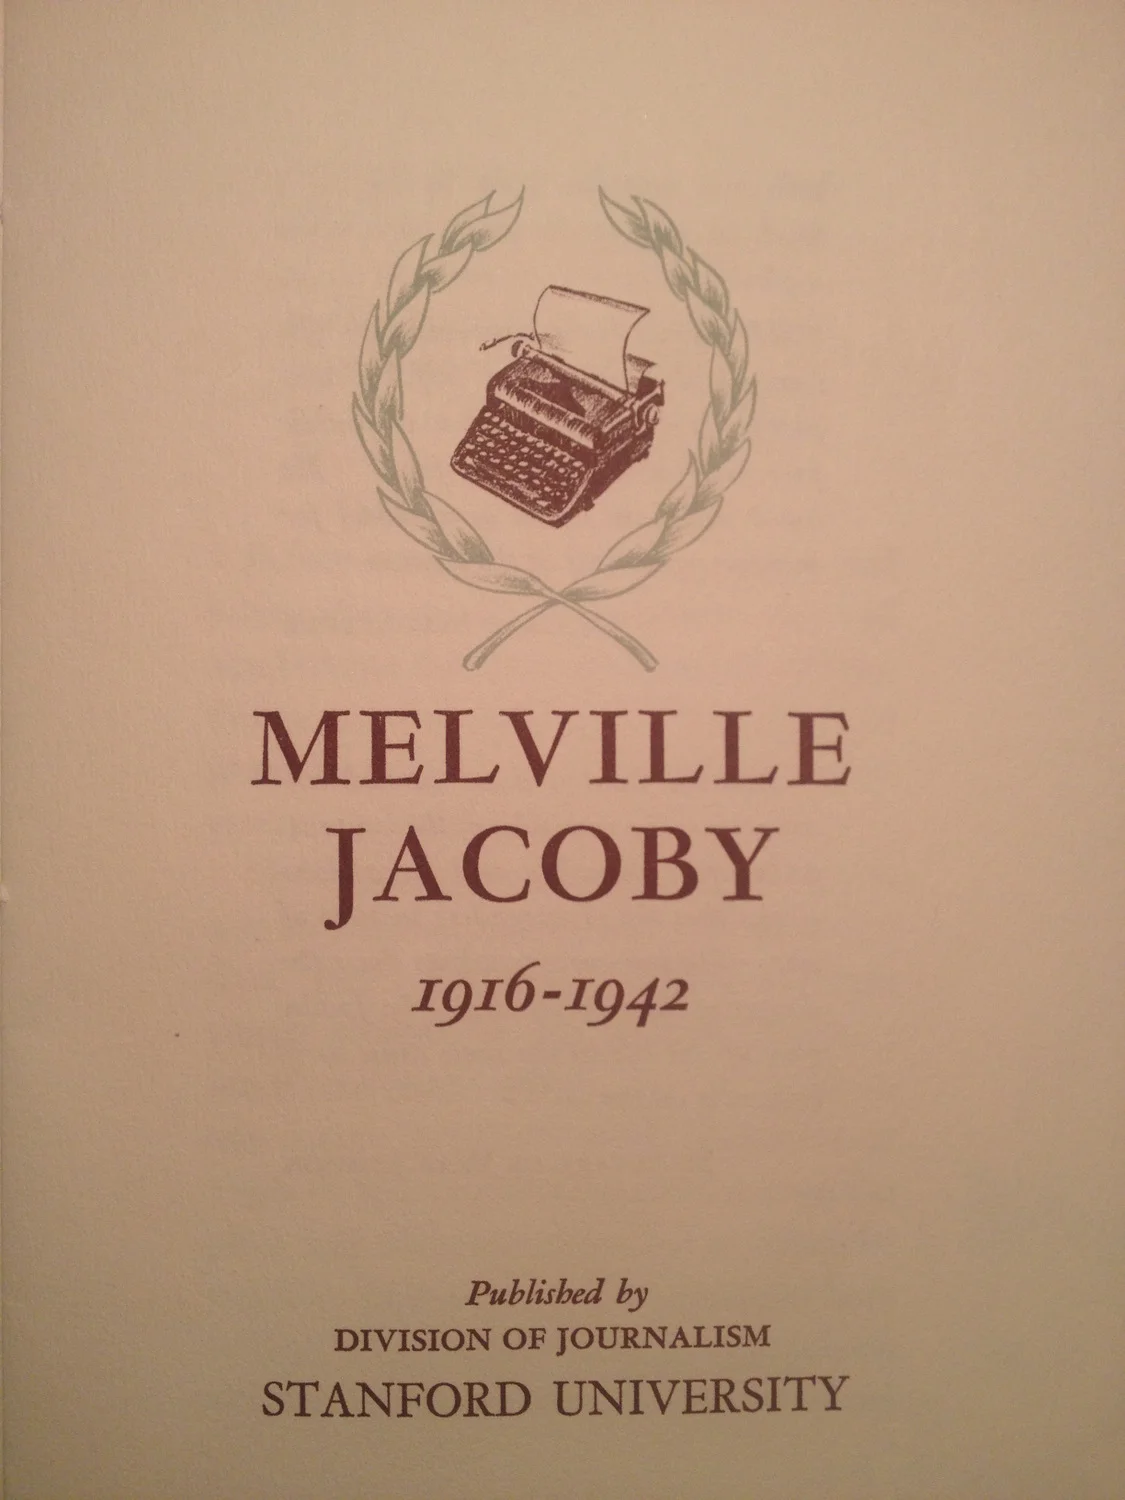 MELVILLE
JACOBY
1916-1942
Published by
DIVISION OF JOURNALISM
STANFORD UNIVERSITY